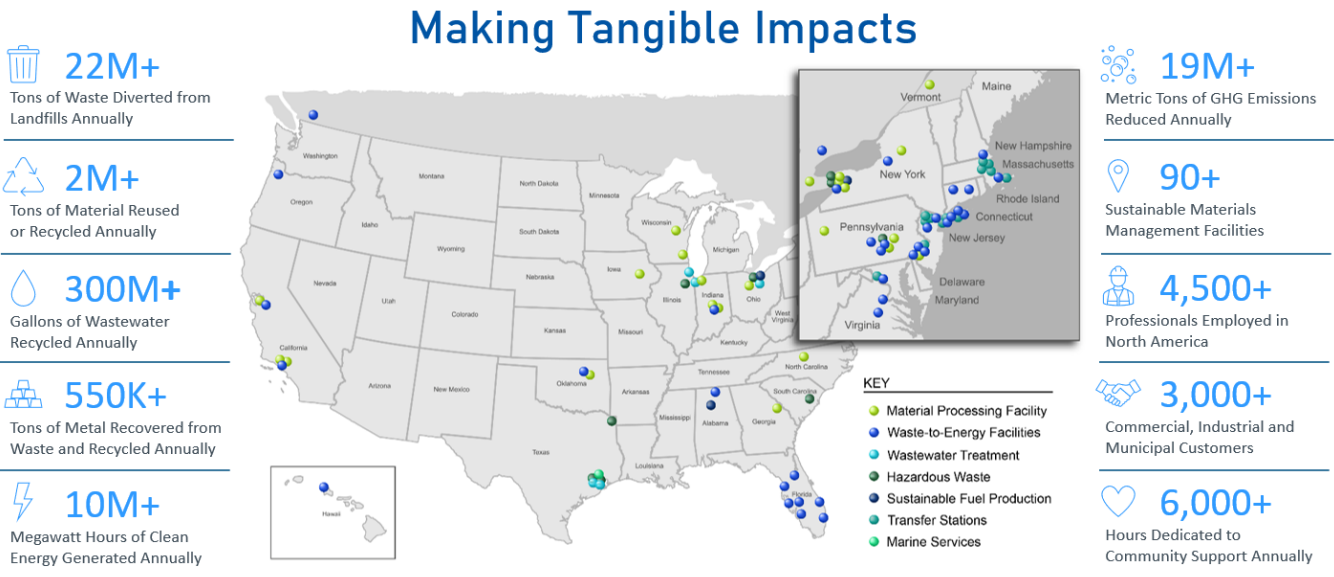 Making Tangible Impacts
22M+
Tons of Waste Diverted from
Landfills Annually
2M+
Tons of Material Reused
or Recycled Annually
300M+
Gallons of Wastewater
Recycled Annually
550K+
Tons of Metal Recovered from
Waste and Recycled Annually
10M+
Megawatt Hours of Clean
Energy Generated Annually
Washington
Montana
North Dakota
Minnesota
Oregon
Idaho
Wyoming
South Dakota
Wisconsin
Michigan
Nevada
Utah
Colorado
Nebraska
Iowa
Illinois
Indiana
Ohio
West
Virginia
California
Kansas
Missouri
Kentucky
Arizona
New Mexico
Oklahoma
Arkansas
Tennessee
North Carolina
South Carolina
Texas
Louisiana
Mississippi
Alabama
Georgia
Florida
Hawaii
Vermont
Maine
New Hampshire
Massachusetts
New York
Rhode Island
Connecticut
Pennsylvania
New Jersey
Delaware
Maryland
Virginia
KEY
Material Processing Facility
Waste-to-Energy Facilities
Wastewater Treatment
Hazardous Waste
Sustainable Fuel Production
Transfer Stations
Marine Services
19M+
Metric Tons of GHG Emissions
Reduced Annually
90+
Sustainable Materials
Management Facilities
4,500+
Professionals Employed in
North America
3,000+
Commercial, Industrial and
Municipal Customers
6,000+
Hours Dedicated to
Community Support Annually